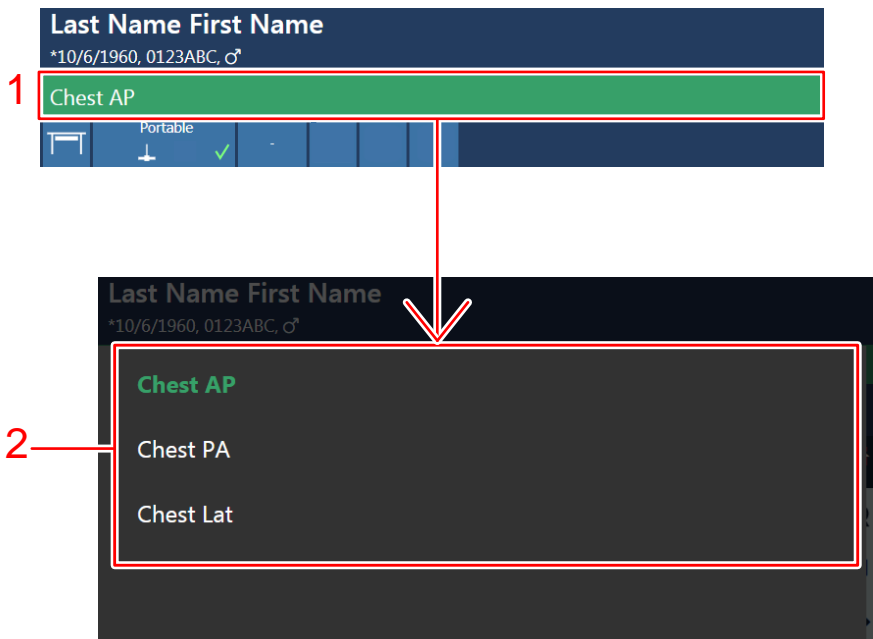 Last Name First Name
*10/6/1960, 0123ABC, ♂
1
Chest AP
Portable
-
Last Name First Name
*10/6/1960, 0123ABC, ♂
Chest AP
2
Chest PA
Chest Lat